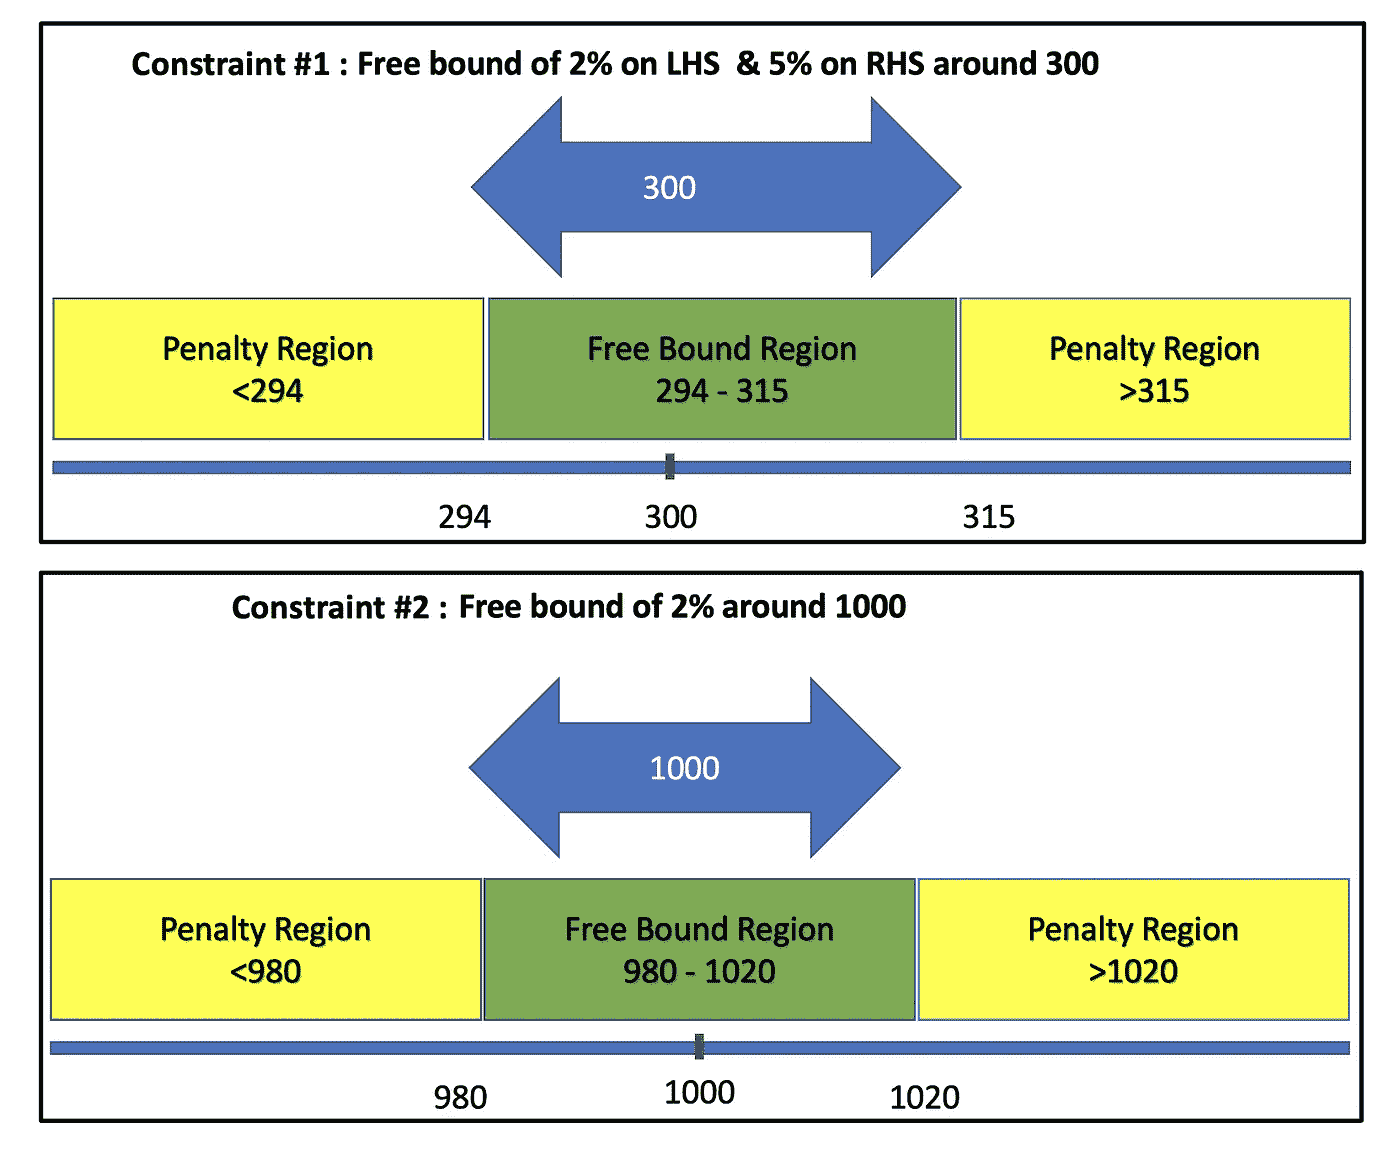 Constraint #1 : Free bound of 2% on LHS & 5% on RHS around 300
300
Penalty Region
<294
Free Bound Region
294 - 315
Penalty Region
>315
294
300
315
Constraint #2 : Free bound of 2% around 1000
1000
Penalty Region
<980
Free Bound Region
980 - 1020
Penalty Region
>1020
980
1000
1020